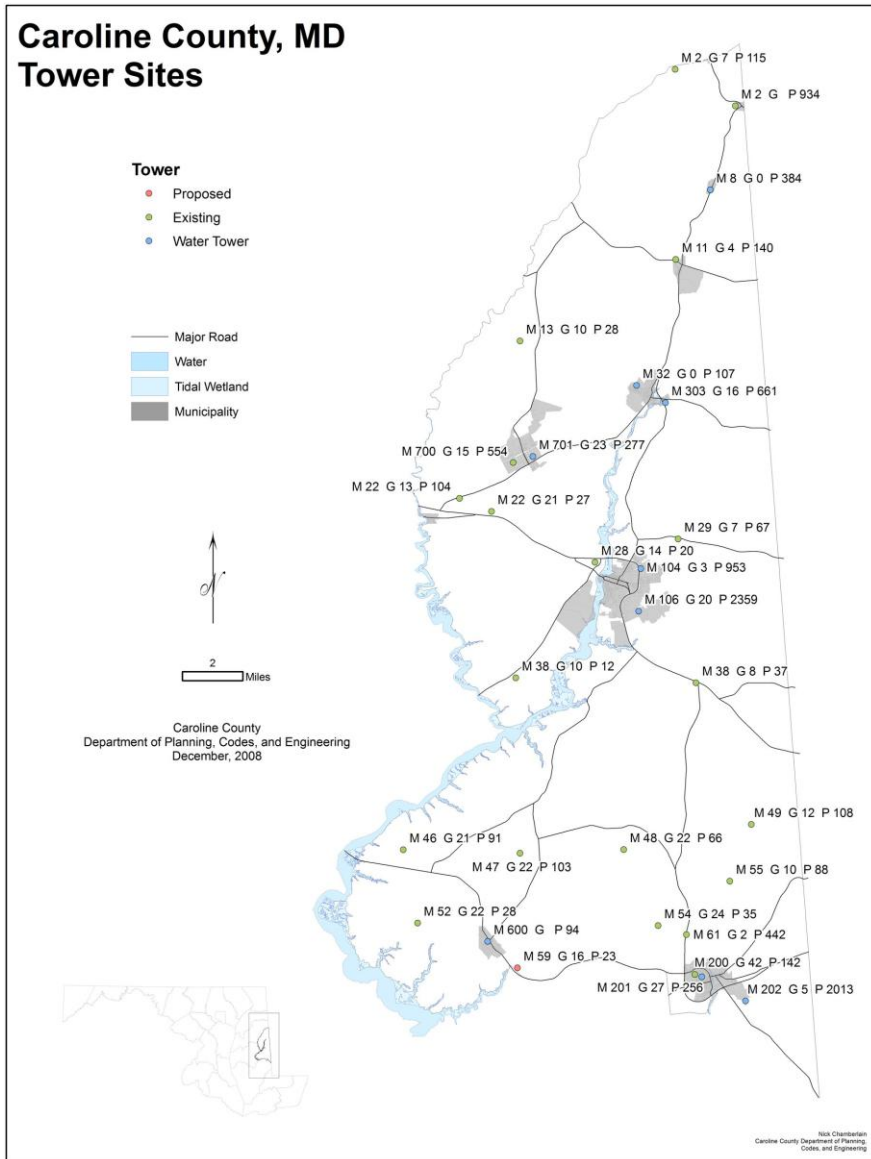 Caroline County, MD
Tower Sites
Tower
Proposed
Existing
Water Tower
Major Road
Water
Tidal Wetland
Municipality
N
2
Miles
Caroline County
Department of Planning, Codes, and Engineering
December, 2008
M 2 G 7 P 115
M 2 G P 934
M 8 G 0 P 384
M 11 G 4 P 140
M 13 G 10 P 28
M 32 G 0 P 107
M 303 G 16 P 661
M 700 G 15 P 554
M 701 G 23 P 277
M 22 G 13 P 104
M 22 G 21 P 27
M 29 G 7 P 67
M 28 G 14 P 20
M 104 G 3 P 953
M 106 G 20 P 2359
M 38 G 10 P 12
M 38 G 8 P 37
M 49 G 12 P 108
M 46 G 21 P 91
M 48 G 22 P 66
M 47 G 22 P 103
M 55 G 10 P 88
M 52 G 22 P 28
M 54 G 24 P 35
M 600 G P 94
M 61 G 2 P 442
M 59 G 16 P 23
M 200 G 42 P 142
M 201 G 27 P 256
M 202 G 5 P 2013
Nick Chamberlain
Caroline County Department of Planning,
Codes, and Engineering